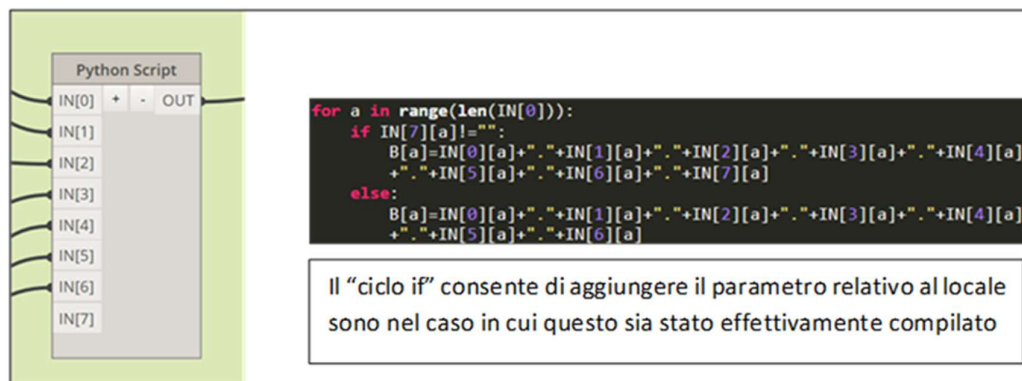 Python Script
IN[0] + - OUT
IN[1]
IN[2]
IN[3]
IN[4]
IN[5]
IN[6]
IN[7]
for a in range(len(IN[0])):
    if IN[7][a]!="":
        B[a]=IN[0][a]+"."+IN[1][a]+"."+IN[2][a]+"."+IN[3][a]+"."+IN[4][a]
        +"."+IN[5][a]+"."+IN[6][a]+"."+IN[7][a]
    else:
        B[a]=IN[0][a]+"."+IN[1][a]+"."+IN[2][a]+"."+IN[3][a]+"."+IN[4][a]
        +"."+IN[5][a]+"."+IN[6][a]
Il “ciclo if” consente di aggiungere il parametro relativo al locale
sono nel caso in cui questo sia stato effettivamente compilato